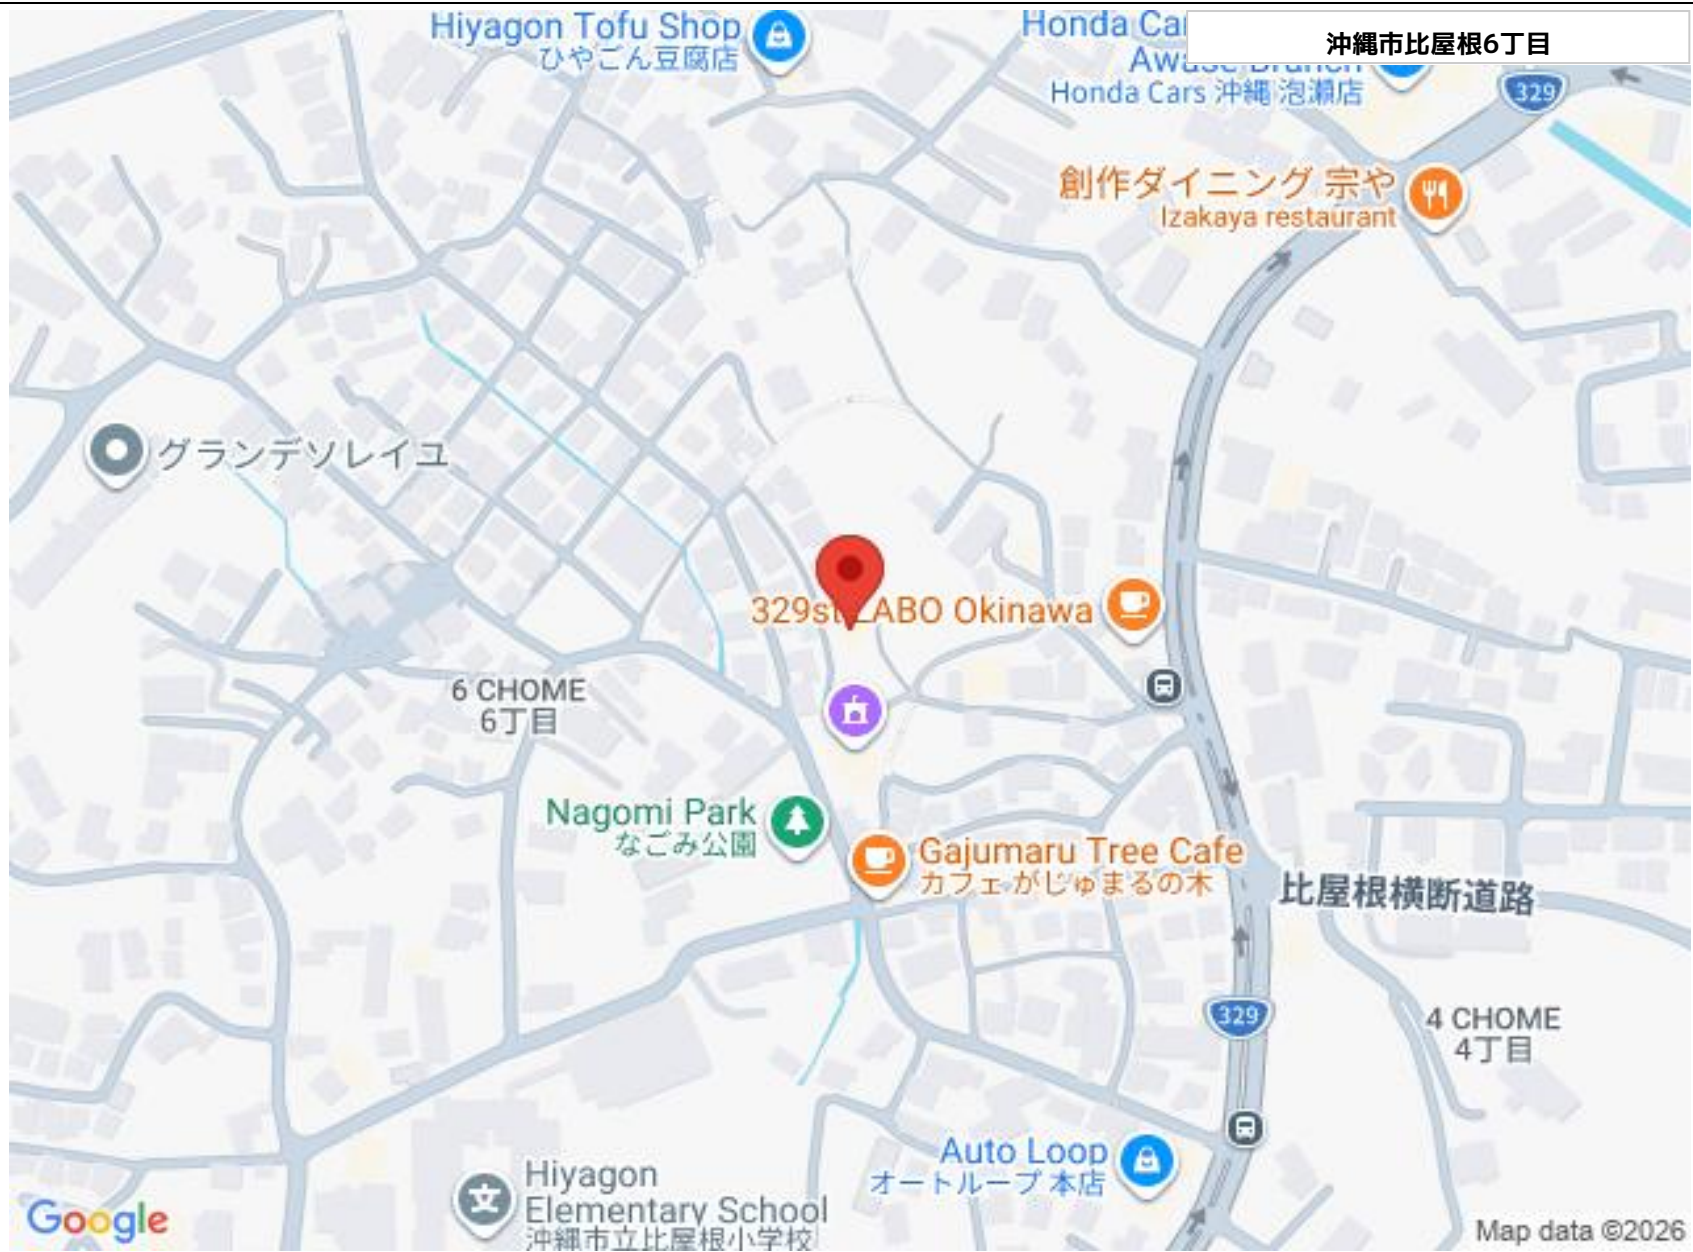 Hiyagon Tofu Shop
ひやごん豆腐店
Honda Ca
沖縄市比屋根6丁目
Honda Cars 沖縄 泡瀬店
329
創作ダイニング 宗や
Izakaya restaurant
グランデソレイユ
329st LABO Okinawa
6 CHOME
6丁目
Nagomi Park
なごみ公園
Gajumaru Tree Cafe
カフェ がじゅまるの木
比屋根横断道路
329
4 CHOME
4丁目
Auto Loop
オートループ 本店
Hiyagon
Elementary School
沖縄市立比屋根小学校
Google
Map data ©2026